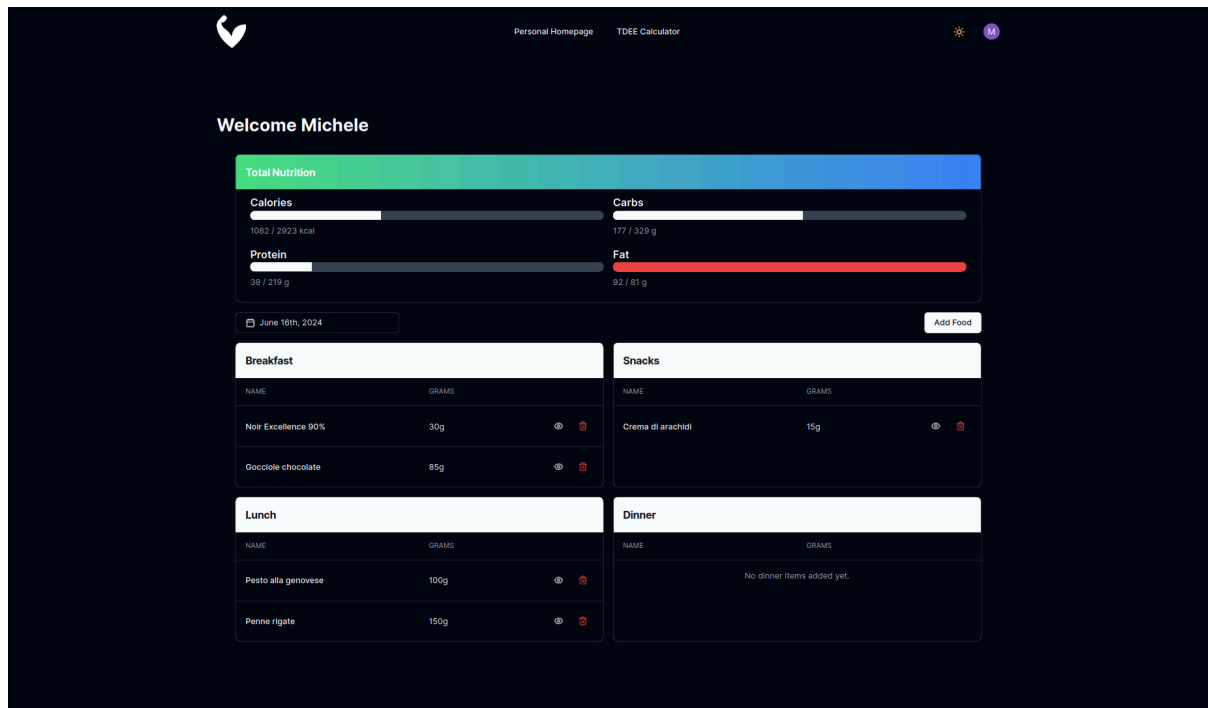 Personal Homepage TDEE Calculator M
Welcome Michele
Total Nutrition
Calories
1082 / 2923 kcal
Carbs
177 / 329 g
Protein
38 / 219 g
Fat
92 / 81 g
June 16th, 2024 Add Food
Breakfast
NAME GRAMS
Noir Excellence 90% 30g
Gocciole chocolate 85g
Snacks
NAME GRAMS
Crema di arachidi 15g
Lunch
NAME GRAMS
Pesto alla genovese 100g
Penne rigate 150g
Dinner
NAME GRAMS
No dinner items added yet.